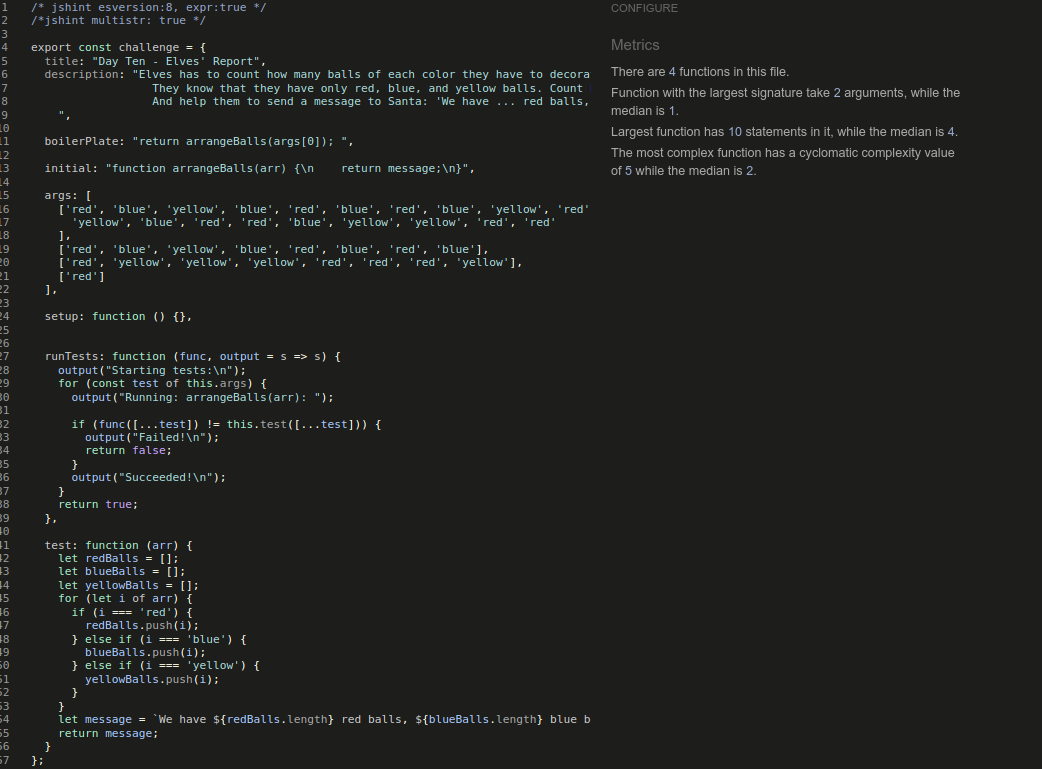 1 /* jshint esversion:8, expr:true */
2 /*jshint multistr: true */
3
4 export const challenge = {
5 title: "Day Ten - Elves' Report",
6 description: "Elves has to count how many balls of each color they have to decora
7 They know that they have only red, blue, and yellow balls. Count
8 And help them to send a message to Santa: 'We have ... red balls,
9 ",
10
11 boilerPlate: "return arrangeBalls(args[0]); ",
12
13 initial: "function arrangeBalls(arr) {\n    return message;\n}",
14
15 args: [
16 ['red', 'blue', 'yellow', 'blue', 'red', 'blue', 'red', 'blue', 'yellow', 'red'
17 'yellow', 'blue', 'red', 'red', 'blue', 'yellow', 'yellow', 'red', 'red'
18 ],
19 ['red', 'blue', 'yellow', 'blue', 'red', 'blue', 'red', 'blue'],
20 ['red', 'yellow', 'yellow', 'yellow', 'red', 'red', 'red', 'yellow'],
21 ['red']
22 ],
23
24 setup: function () {},
25
26
27 runTests: function (func, output = s => s) {
28 output("Starting tests:\n");
29 for (const test of this.args) {
30 output("Running: arrangeBalls(arr): ");
31
32 if (func([...test]) != this.test([...test])) {
33 output("Failed!\n");
34 return false;
35 }
36 output("Succeeded!\n");
37 }
38 return true;
39 },
40
41 test: function (arr) {
42 let redBalls = [];
43 let blueBalls = [];
44 let yellowBalls = [];
45 for (let i of arr) {
46 if (i === 'red') {
47 redBalls.push(i);
48 } else if (i === 'blue') {
49 blueBalls.push(i);
50 } else if (i === 'yellow') {
51 yellowBalls.push(i);
52 }
53 }
54 let message = `We have ${redBalls.length} red balls, ${blueBalls.length} blue b
55 return message;
56 }
57 };
CONFIGURE
Metrics
There are 4 functions in this file.
Function with the largest signature take 2 arguments, while the
median is 1.
Largest function has 10 statements in it, while the median is 4.
The most complex function has a cyclomatic complexity value
of 5 while the median is 2.